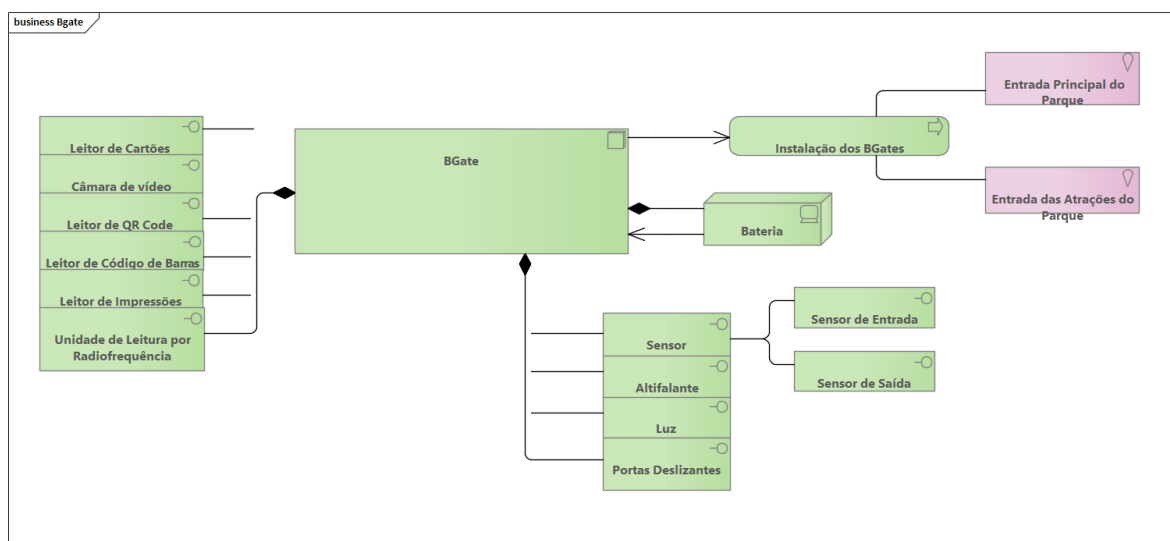 business Bgate
Leitor de Cartões
Câmara de vídeo
Leitor de QR Code
Leitor de Código de Barras
Leitor de Impressões
Unidade de Leitura por
Radiofrequência
BGate
Instalação dos BGates
Entrada Principal do
Parque
Entrada das Atrações do
Parque
Bateria
Sensor
Altifalante
Luz
Portas Deslizantes
Sensor de Entrada
Sensor de Saída